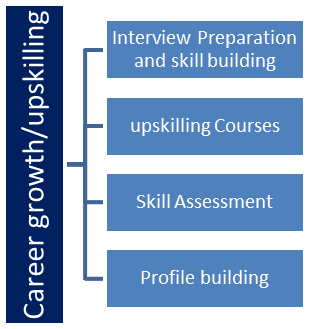 Career growth/upskilling
Interview Preparation
and skill building
upskilling Courses
Skill Assessment
Profile building